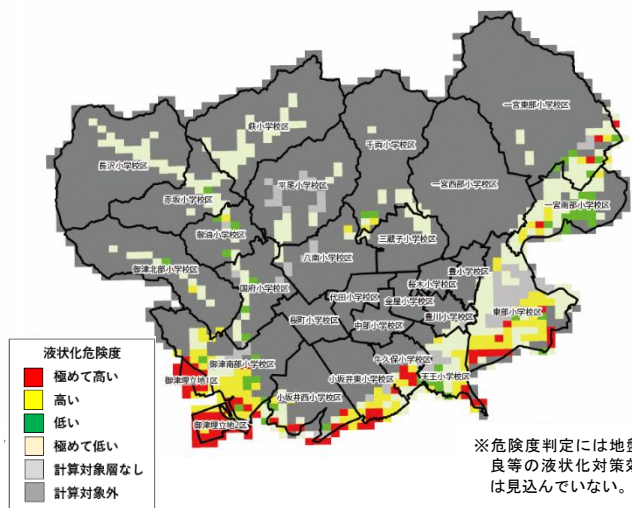 一宮東部小学校区
萩小学校区
千両小学校区
長沢小学校区
平尾小学校区
一宮西部小学校区
赤坂小学校区
一宮南部小学校区
御油小学校区
三蔵子小学校区
御津北部小学校区
八南小学校区
豊小学校区
国府小学校区
桜木小学校区
代田小学校区
金屋小学校区
東部小学校区
桜町小学校区
中部小学校区
豊川小学校区
牛久保小学校区
御津南部小学校区
小坂井東小学校区
天王小学校区
御津埋立地1区
小坂井西小学校区
御津埋立地2区
液状化危険度
極めて高い
高い
低い
極めて低い
計算対象層なし
計算対象外
※危険度判定には地盤
良等の液状化対策効
は見込んでいない。